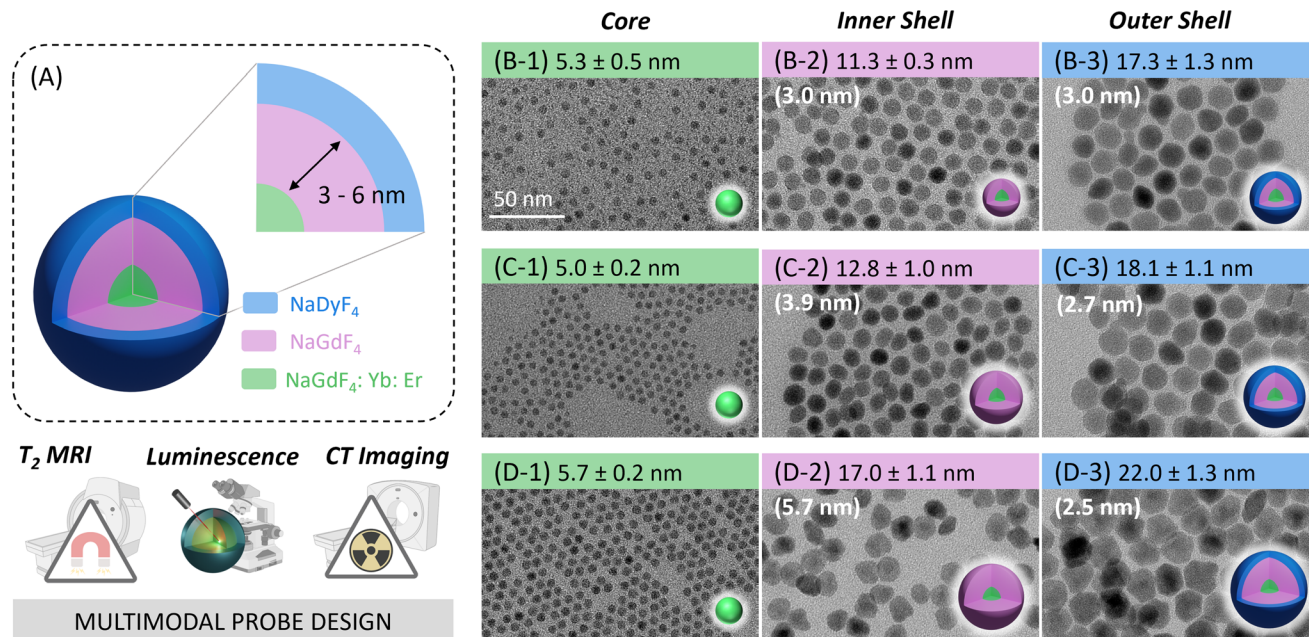 (A)
3 - 6 nm
NaDyF₄
NaGdF₄
NaGdF₄: Yb: Er
T₂ MRI
Luminescence
CT Imaging
MULTIMODAL PROBE DESIGN
Core
Inner Shell
Outer Shell
(B-1) 5.3 ± 0.5 nm
50 nm
(B-2) 11.3 ± 0.3 nm
(3.0 nm)
(B-3) 17.3 ± 1.3 nm
(3.0 nm)
(C-1) 5.0 ± 0.2 nm
(C-2) 12.8 ± 1.0 nm
(3.9 nm)
(C-3) 18.1 ± 1.1 nm
(2.7 nm)
(D-1) 5.7 ± 0.2 nm
(D-2) 17.0 ± 1.1 nm
(5.7 nm)
(D-3) 22.0 ± 1.3 nm
(2.5 nm)